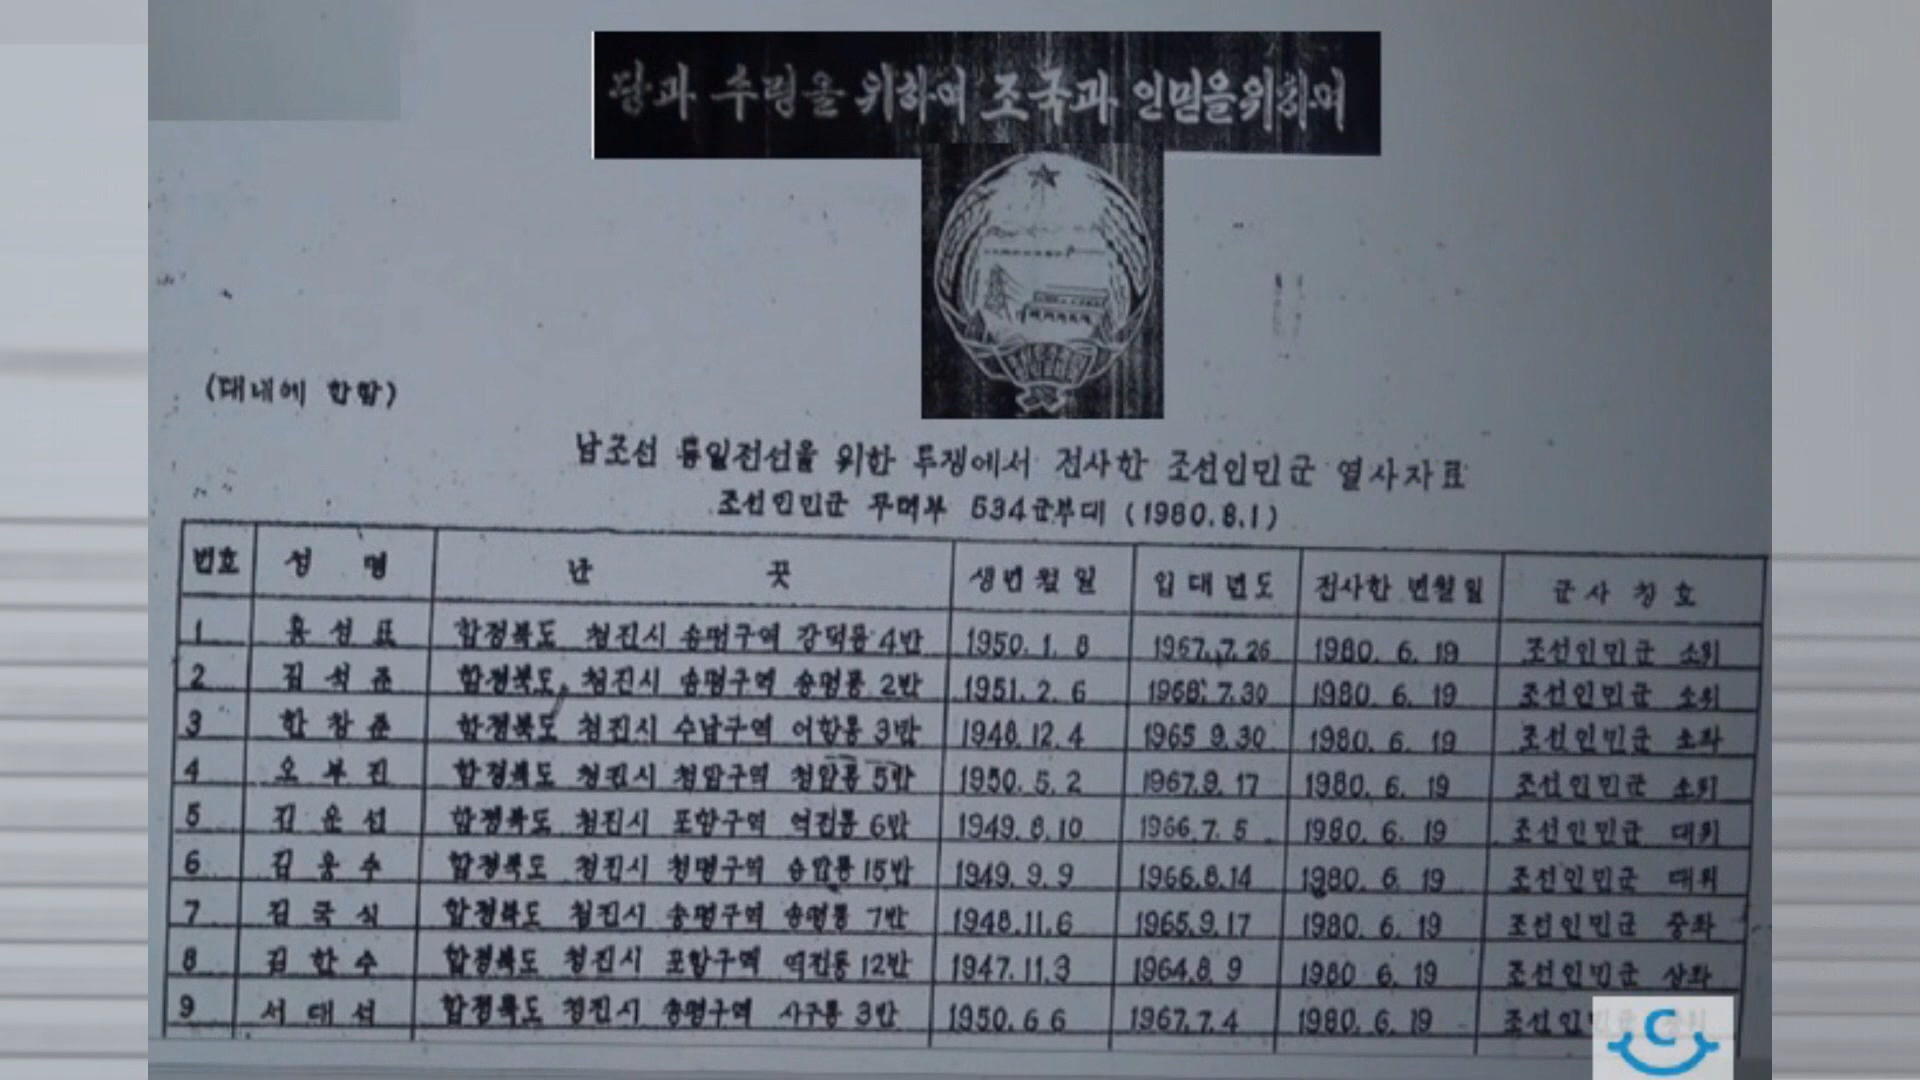 당과 수령을 위하여 조국과 인민을 위하여
(대내에 한함)
남조선 통일전선을 위한 투쟁에서 전사한 조선인민군 열사자료
조선인민군 534군부대 (1980.8.1)
번호 성 명 난 곳 생년월일 입대년도 전사한 년월일 군사칭호
1 홍성표 함경북도 청진시 송평구역 강덕동 4반 1950. 1. 8 1967. 7. 26 1980. 6. 19 조선인민군 소위
2 김석준 함경북도 청진시 송평구역 송평동 2반 1951. 2. 6 1968. 7. 30 1980. 6. 19 조선인민군 소위
3 한창준 함경북도 청진시 수남구역 어항동 3반 1948. 12. 4 1965 9. 30 1980. 6. 19 조선인민군 소좌
4 오부진 함경북도 청진시 청암구역 청암동 5반 1950. 5. 2 1967. 9. 17 1980. 6. 19 조선인민군 소위
5 김운섭 함경북도 청진시 포항구역 역전동 6반 1949. 8. 10 1966. 7. 5 1980. 6. 19 조선인민군 대위
6 김웅수 함경북도 청진시 구역 송암동 15반 1949. 9. 9 1966. 8. 14 1980. 6. 19 조선인민군 대위
7 김국식 함경북도 청진시 송평구역 송평동 7반 1948. 11. 6 1965. 9. 17 1980. 6. 19 조선인민군 중좌
8 김한수 함경북도 청진시 포항구역 역전동 12반 1947. 11. 3 1964. 8. 9 1980 6. 19 조선인민군 상좌
9 서대석 함경북도 청진시 송평구역 3반 1950. 6 6 1967. 7. 4 1980. 6. 19 조선인민군